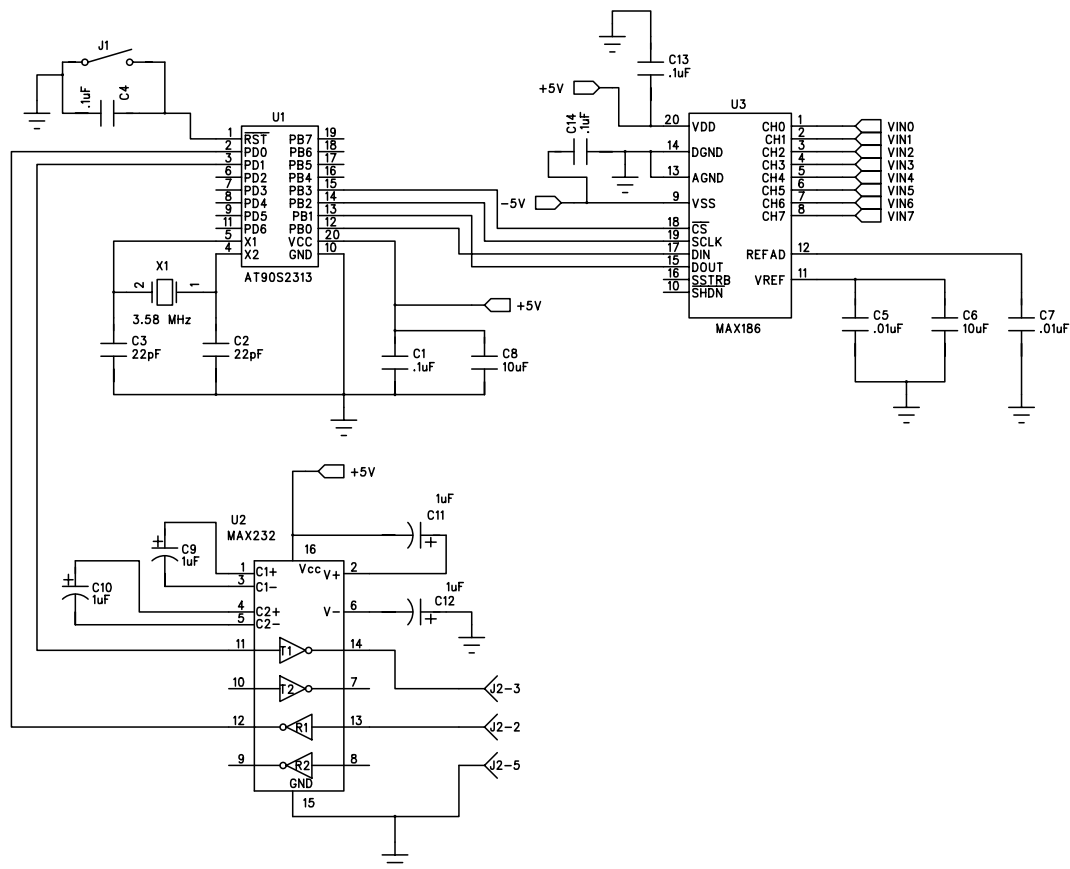 J1
.1uF
C4
C13
.1uF
+5V
U1
1 RST PB7 19
2 PD0 PB6 18
3 PD1 PB5 17
6 PD2 PB4 16
7 PD3 PB3 15
8 PD4 PB2 14
9 PD5 PB1 13
11 PD6 PB0 12
5 X1 VCC 20
4 X2 GND 10
AT90S2313
C14
.1uF
-5V
U3
20 VDD CH0 1 VIN0
CH1 2 VIN1
14 DGND CH2 3 VIN2
CH3 4 VIN3
13 AGND CH4 5 VIN4
CH5 6 VIN5
9 VSS CH6 7 VIN6
CH7 8 VIN7
18 CS
19 SCLK
17 DIN REFAD 12
15 DOUT
16 SSTRB VREF 11
10 SHDN
MAX186
X1
2 1
3.58 MHz
C3
22pF
C2
22pF
+5V
C1
.1uF
C8
10uF
C5
.01uF
C6
10uF
C7
.01uF
+5V
1uF
C11
+
U2
MAX232
+
C9
1uF
+
C10
1uF
16
Vcc
1 C1+ V+ 2
3 C1-
1uF
C12
+
4 C2+ V- 6
5 C2-
11 T1 14
10 T2 7 J2-3
12 R1 13 J2-2
9 R2 8 J2-5
GND
15